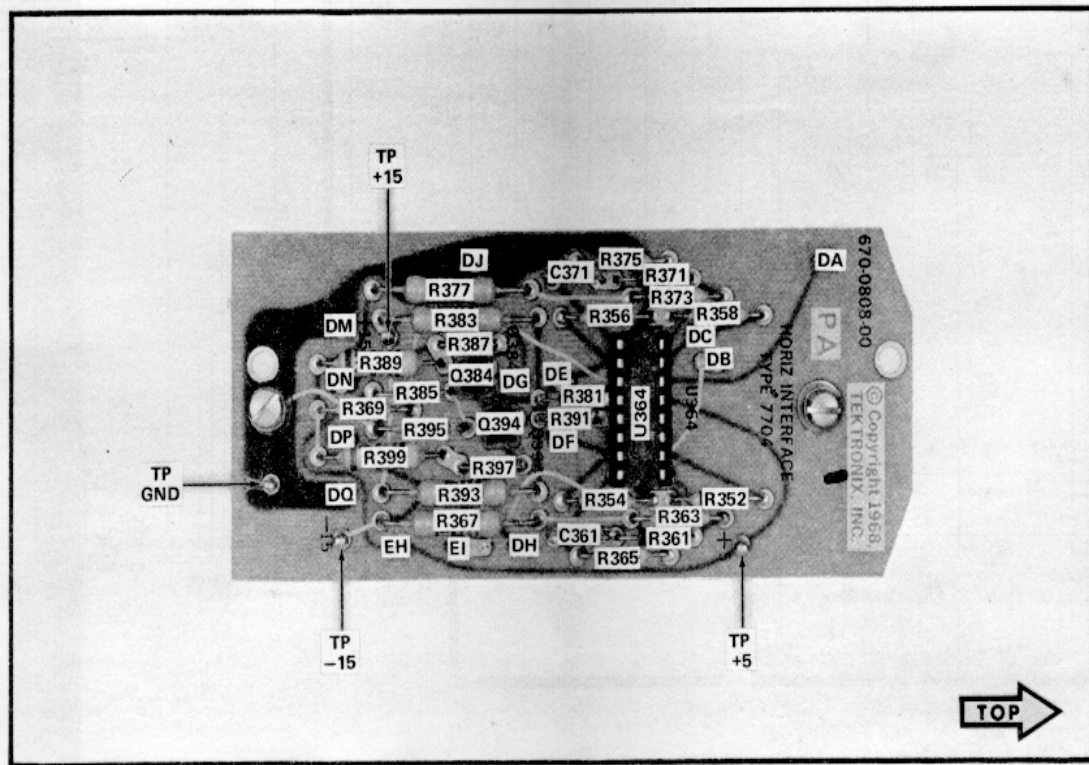 TP
+15
DJ
C371
R375
R371
DA
R377
R373
R383
R356
R358
DM
R387
DC
R389
DB
DN
Q384
DG
DE
R385
R381
R369
R391
U364
U364
R395
Q394
DF
DP
R399
R397
TP
GND
DQ
R393
R354
R352
R367
R363
EH
EI
DH
C361
R361
R365
-15
+5
TP
-15
TP
+5
670-0808-00
PA
HORIZ INTERFACE
TYPE 7704
© Copyright 1968,
TEKTRONIX, INC.
TOP